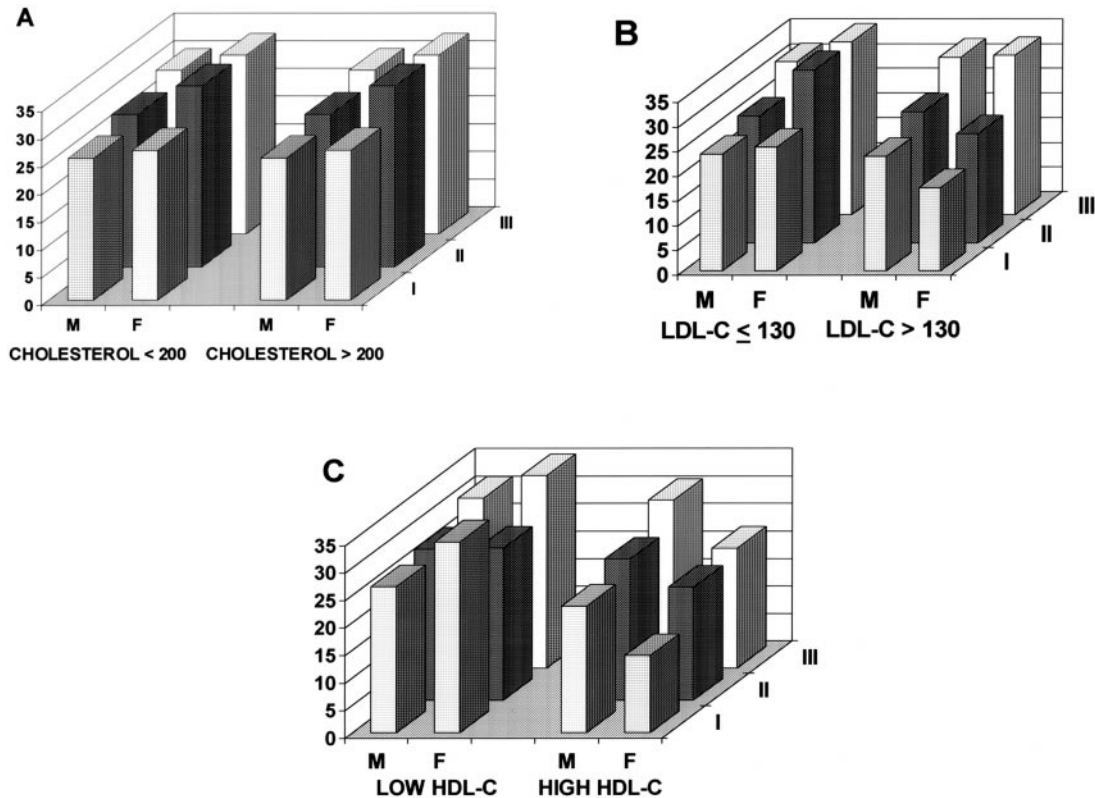 A
35
30
25
20
15
10
5
0
III
II
I
M F M F
CHOLESTEROL < 200 CHOLESTEROL > 200
B
35
30
25
20
15
10
5
0
III
II
I
M F M F
LDL-C ≤ 130 LDL-C > 130
C
35
30
25
20
15
10
5
0
III
II
I
M F M F
LOW HDL-C HIGH HDL-C